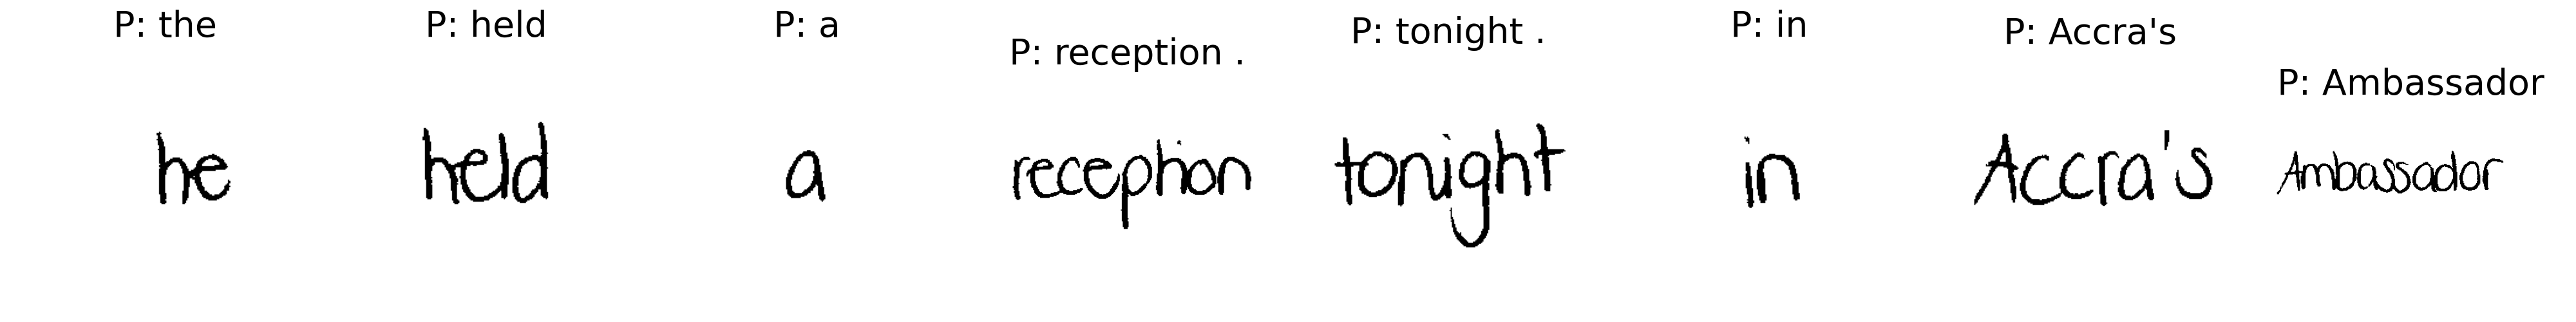 P: the P: held P: a P: reception . P: tonight . P: in P: Accra's P: Ambassador
he held a reception tonight in Accra's Ambassador